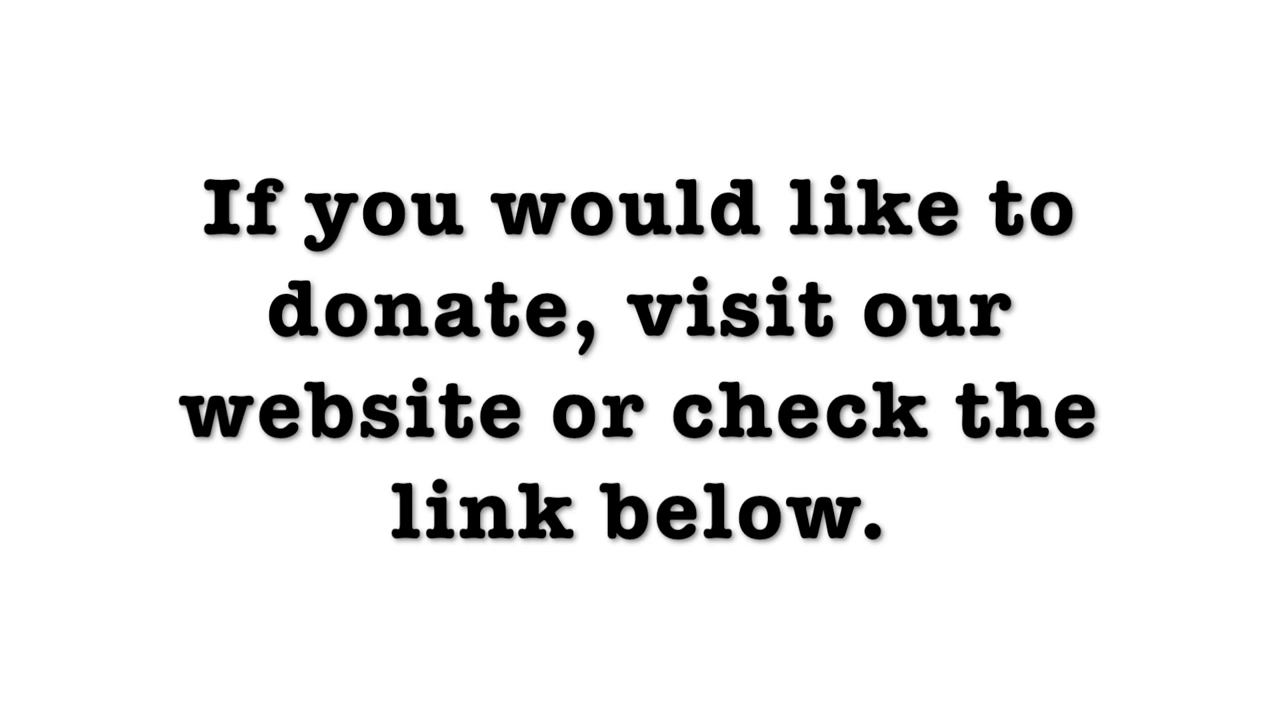 If you would like to
donate, visit our
website or check the
link below.